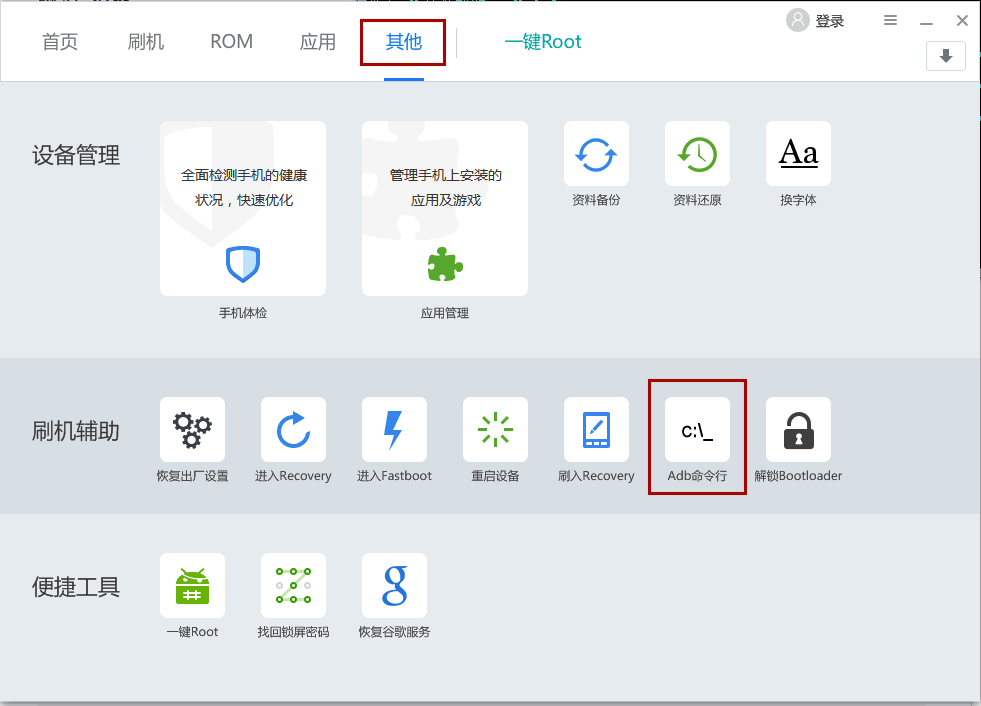 登录
首页
刷机
ROM
应用
其他
一键Root
设备管理
全面检测手机的健康
状况，快速优化
手机体检
管理手机上安装的
应用及游戏
应用管理
资料备份
资料还原
Aa
换字体
刷机辅助
恢复出厂设置
进入Recovery
进入Fastboot
重启设备
刷入Recovery
c:\_
Adb命令行
解锁Bootloader
便捷工具
一键Root
找回锁屏密码
g
恢复谷歌服务